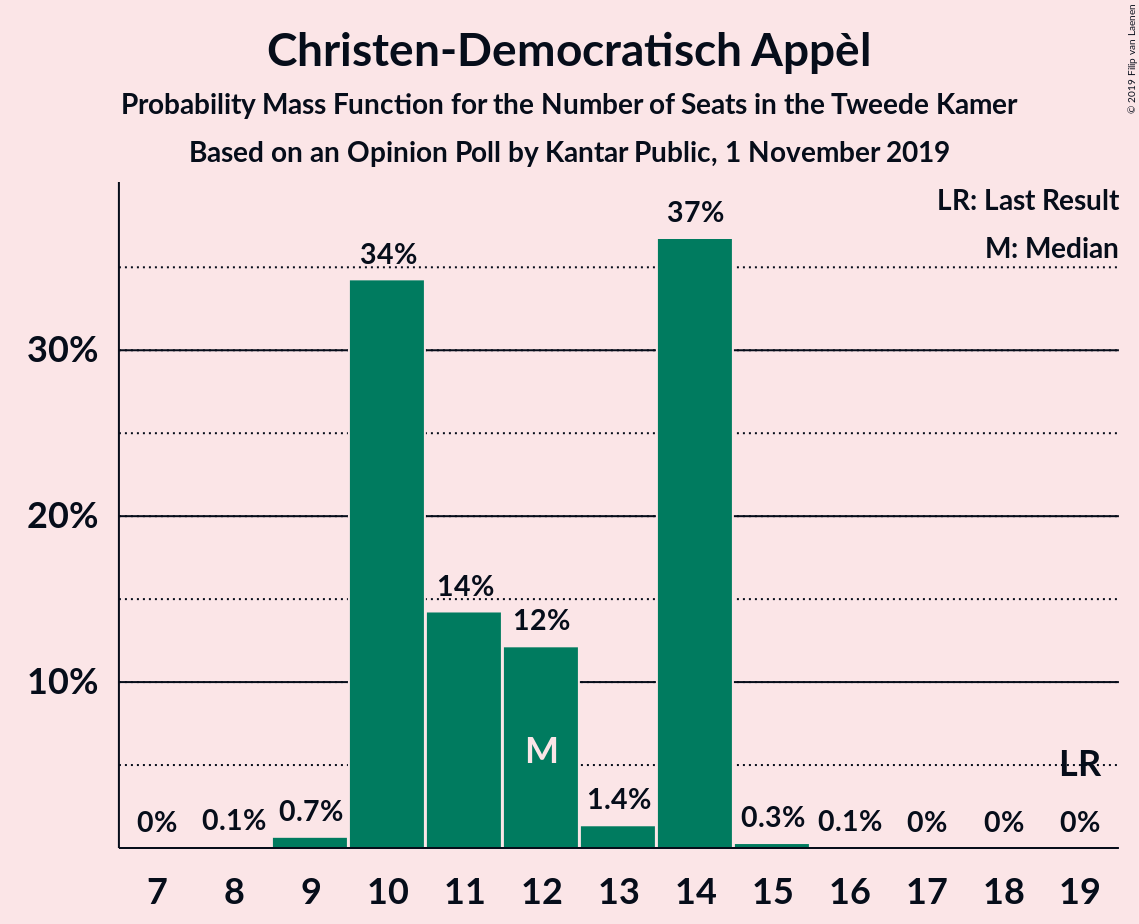 Christen-Democratisch Appèl
Probability Mass Function for the Number of Seats in the Tweede Kamer
Based on an Opinion Poll by Kantar Public, 1 November 2019
© 2019 Filip van Laenen
LR: Last Result
M: Median
37%
34%
30%
20%
14%
12%
10%
M
LR
0% 0.1% 0.7% 1.4% 0.3% 0.1% 0% 0% 0%
7 8 9 10 11 12 13 14 15 16 17 18 19